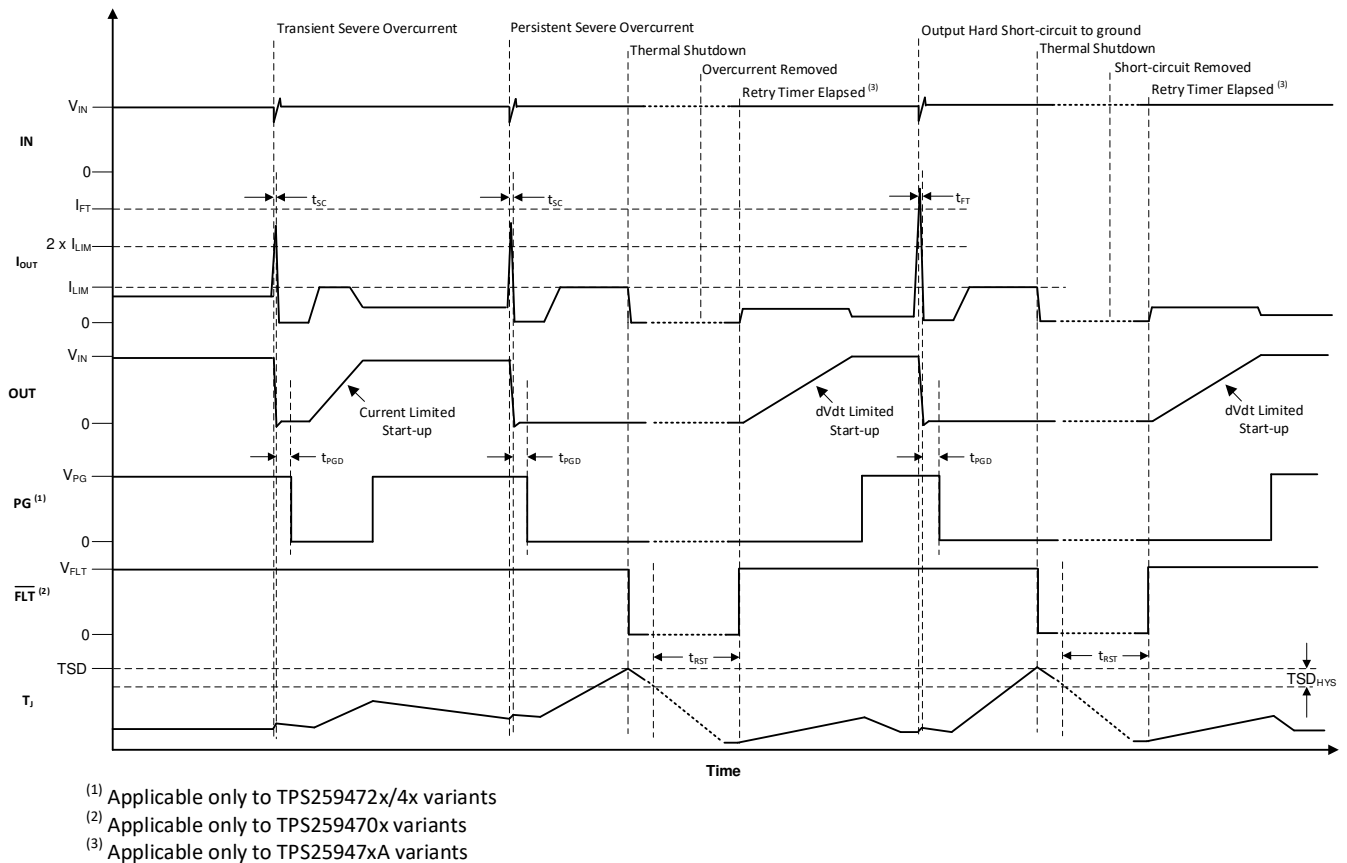 Transient Severe Overcurrent
Persistent Severe Overcurrent
Output Hard Short-circuit to ground
Thermal Shutdown
Thermal Shutdown
Overcurrent Removed
Short-circuit Removed
Retry Timer Elapsed (3)
Retry Timer Elapsed (3)
VIN
IN
0
IFT
tSC
tSC
tFT
2 x ILIM
IOUT
ILIM
0
VIN
OUT
0
Current Limited
Start-up
dVdt Limited
Start-up
dVdt Limited
Start-up
tPGD
tPGD
tPGD
VPG
PG (1)
0
VFLT
FLT (2)
0
TSD
tRST
tRST
TSDHYS
TJ
Time
(1) Applicable only to TPS259472x/4x variants
(2) Applicable only to TPS259470x variants
(3) Applicable only to TPS25947xA variants